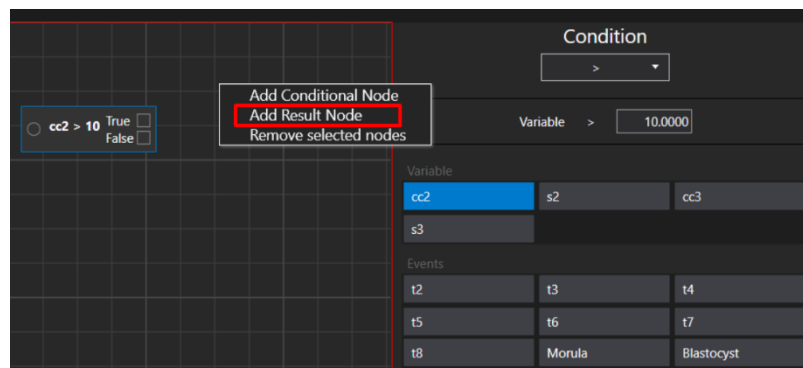 Condition
>
Add Conditional Node
Add Result Node
Remove selected nodes
cc2 > 10 True
False
Variable > 10.0000
Variable
cc2 s2 cc3
s3
Events
t2 t3 t4
t5 t6 t7
t8 Morula Blastocyst